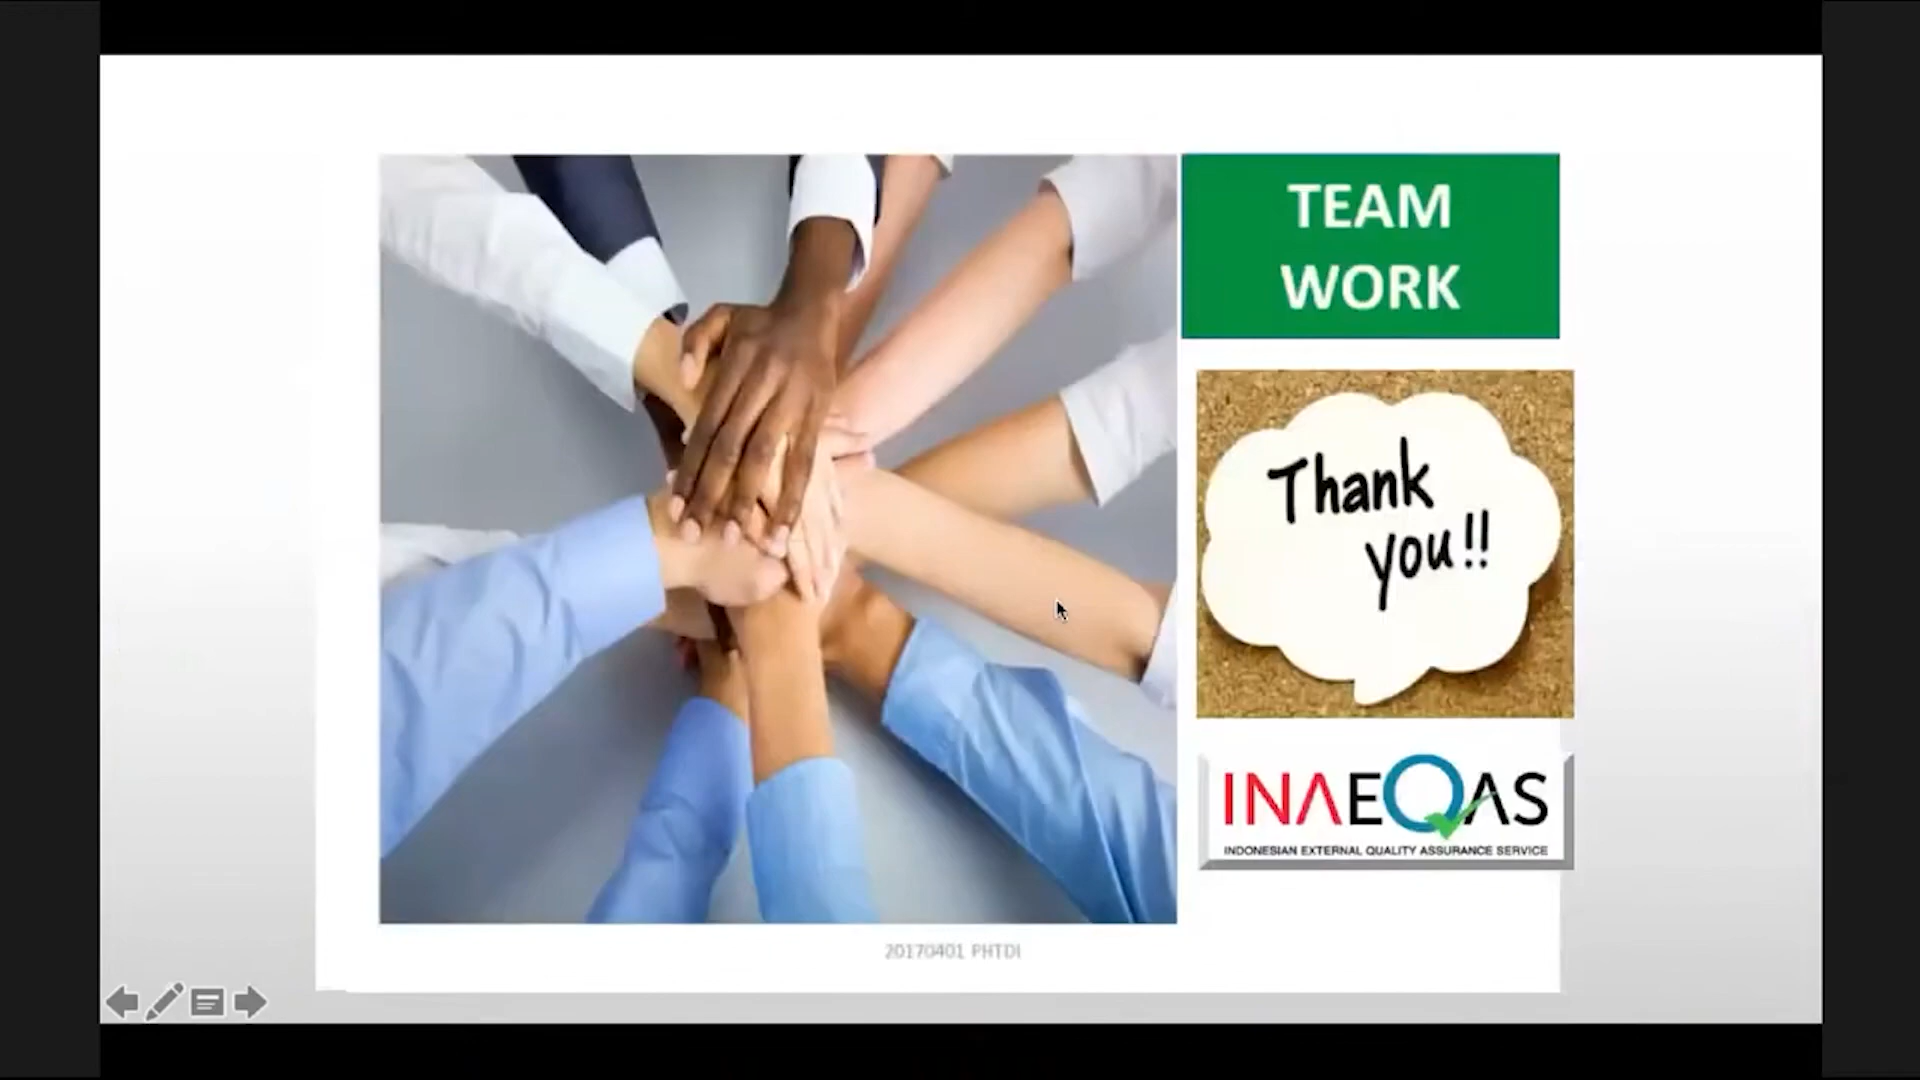 TEAM
WORK
Thank
you!!
INAEQAS
INDONESIAN EXTERNAL QUALITY ASSURANCE SERVICE
20170401 PHTDI